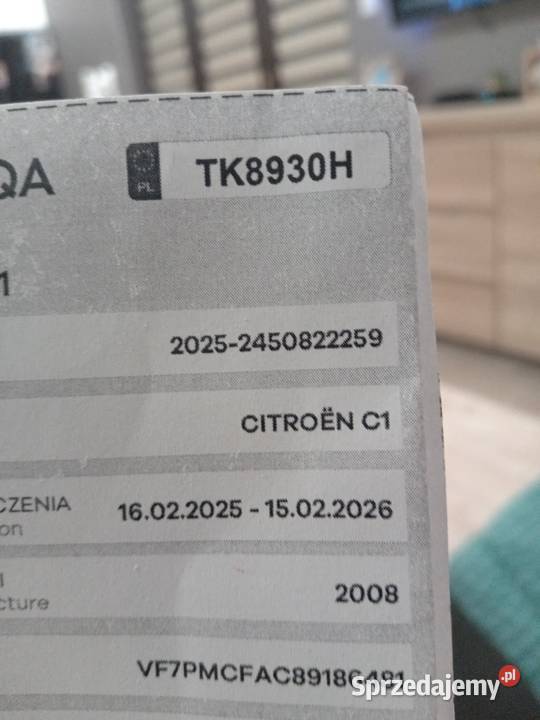 QA
PL TK8930H
1
2025-2450822259
CITROËN C1
CZENIA 16.02.2025 - 15.02.2026
on
2008
cture
Sprzedajemy.pl